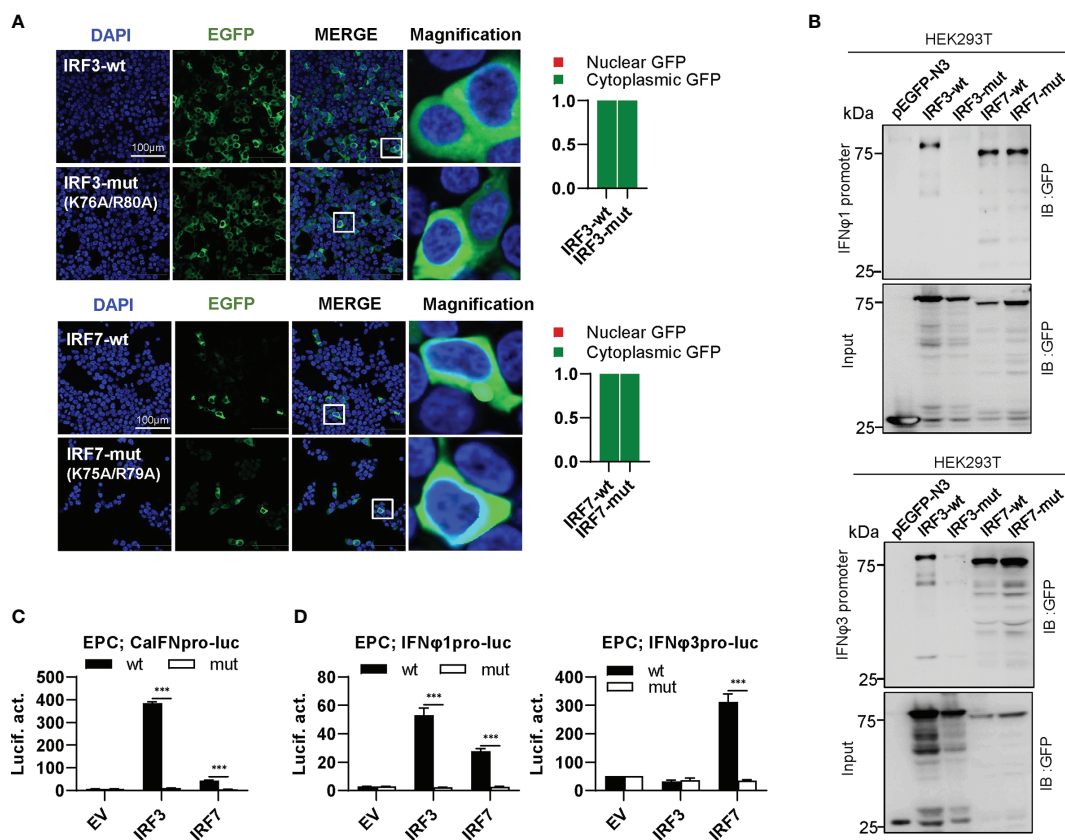 A
DAPI EGFP MERGE Magnification
IRF3-wt
100μm
IRF3-mut
(K76A/R80A)
Nuclear GFP
Cytoplasmic GFP
1.0
0.5
0.0
IRF3-wt
IRF3-mut
DAPI EGFP MERGE Magnification
IRF7-wt
100μm
IRF7-mut
(K75A/R79A)
Nuclear GFP
Cytoplasmic GFP
1.0
0.5
0.0
IRF7-wt
IRF7-mut
B
HEK293T
kDa
pEGFP-N3
IRF3-wt
IRF3-mut
IRF7-wt
IRF7-mut
IFNφ1 promoter
75
25
IB :GFP
Input
75
25
IB :GFP
HEK293T
kDa
pEGFP-N3
IRF3-wt
IRF3-mut
IRF7-wt
IRF7-mut
IFNφ3 promoter
75
25
IB :GFP
Input
75
25
IB :GFP
C
EPC; CaIFNpro-luc
wt mut
Lucif. act.
500
400
300
200
100
0
***
***
EV
IRF3
IRF7
D
EPC; IFNφ1pro-luc
wt mut
Lucif. act.
80
60
40
20
0
***
***
EV
IRF3
IRF7
EPC; IFNφ3pro-luc
wt
mut
Lucif. act.
400
300
200
100
0
***
EV
IRF3
IRF7